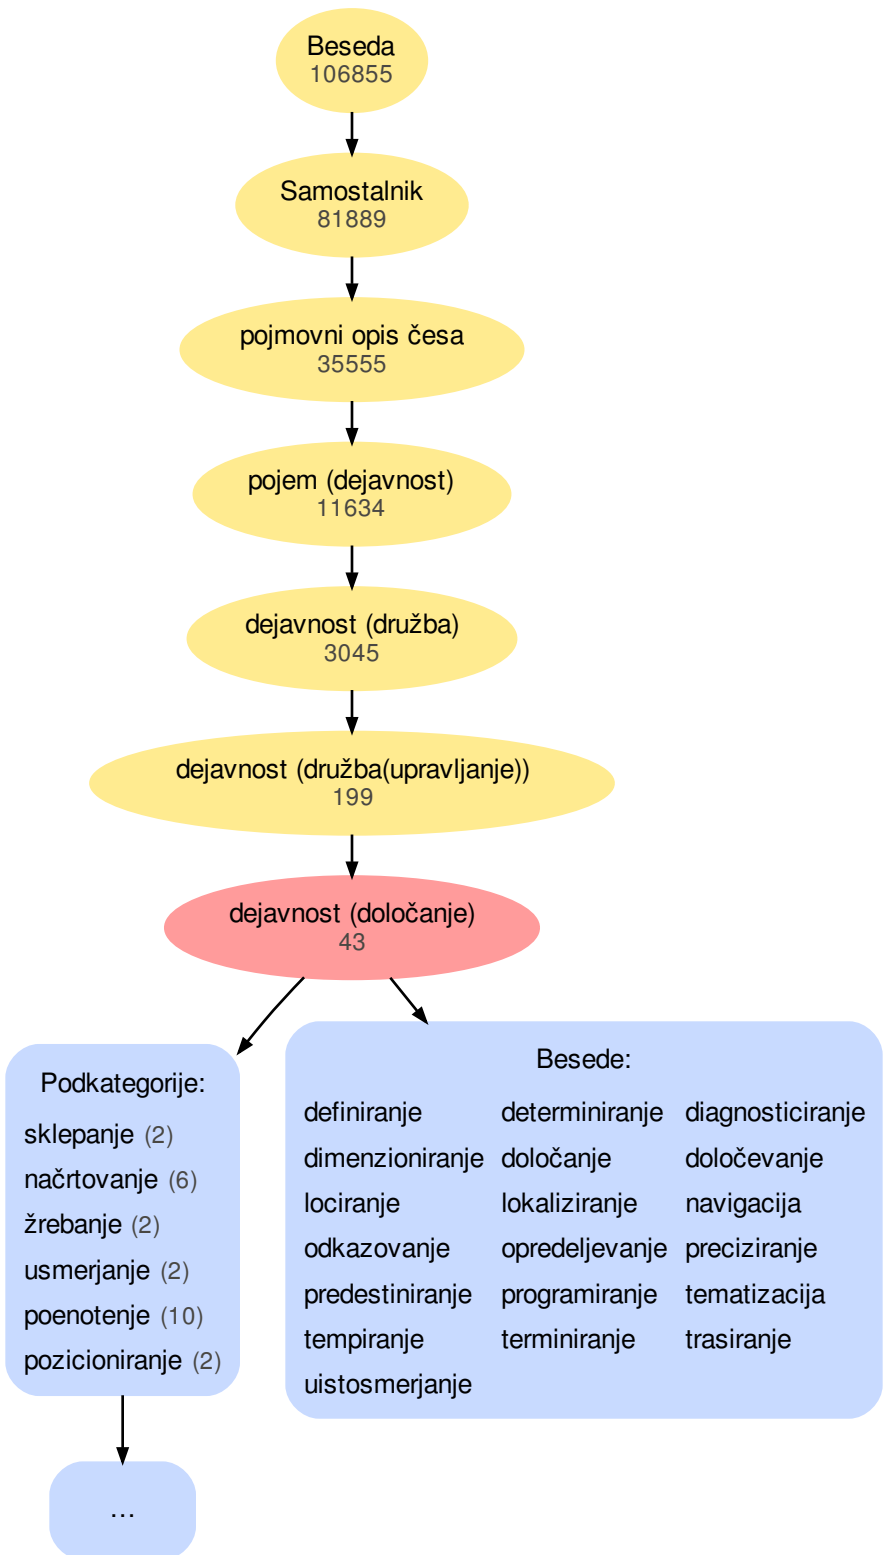 Beseda
106855
Samostalnik
81889
pojmovni opis česa
35555
pojem (dejavnost)
11634
dejavnost (družba)
3045
dejavnost (družba(upravljanje))
199
dejavnost (določanje)
43
Podkategorije:
sklepanje (2)
načrtovanje (6)
žrebanje (2)
usmerjanje (2)
poenotenje (10)
pozicioniranje (2)
...
Besede:
definiranje determiniranje diagnosticiranje
dimenzioniranje določanje določevanje
lociranje lokaliziranje navigacija
odkazovanje opredeljevanje preciziranje
predestiniranje programiranje tematizacija
tempiranje terminiranje trasiranje
uistosmerjanje